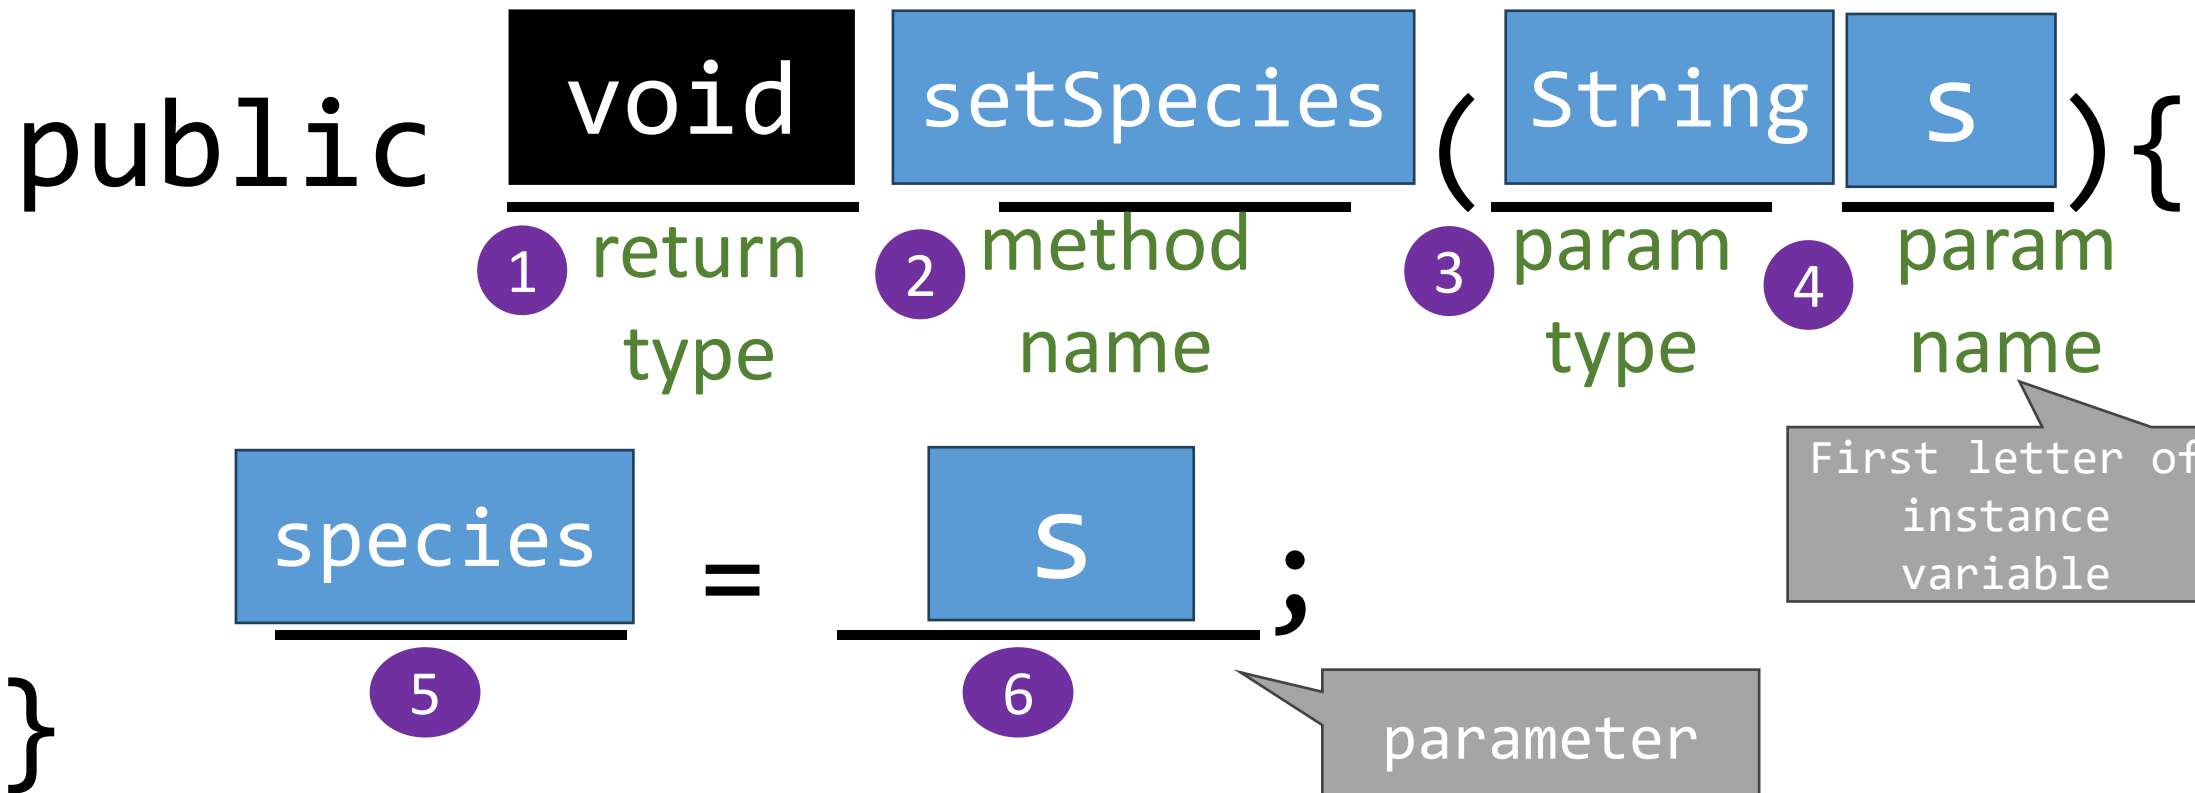 public void setSpecies (String s){
1 return type 2 method name 3 param type 4 param name
First letter of instance variable
species = s ;
5 6
parameter
}